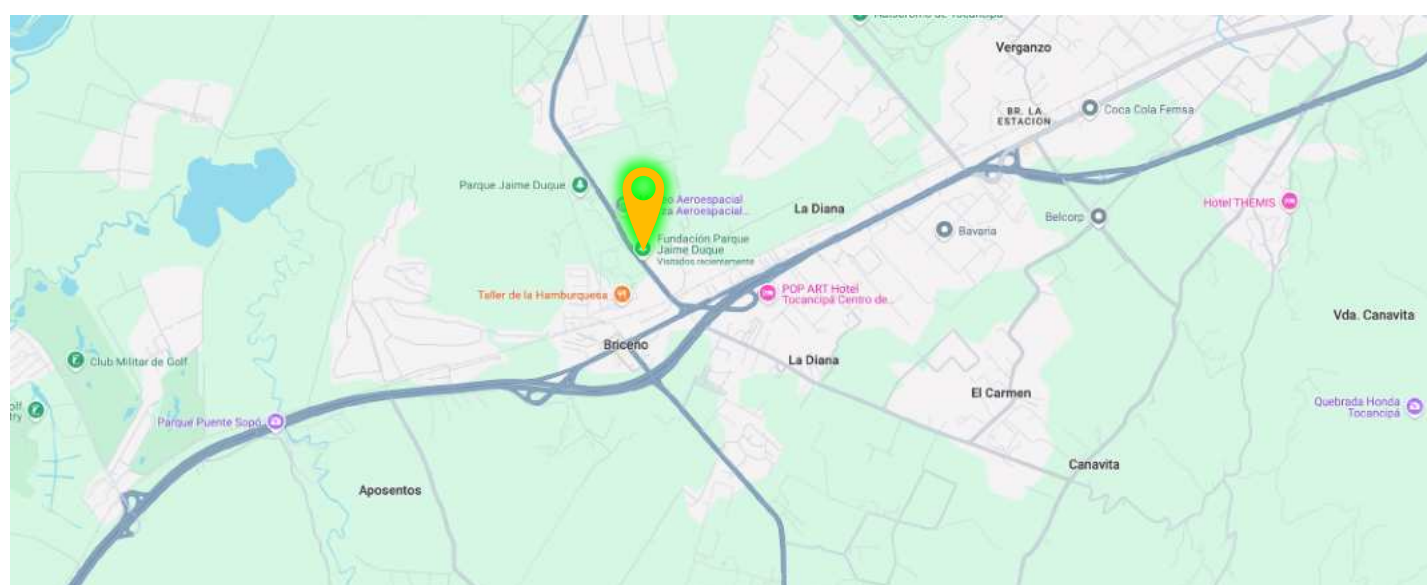 Verganzo
Coca Cola Femsa
BR. LA
ESTACION
Parque Jaime Duque
Aeroespacial
Aeroespacial...
La Diana
Hotel THEMIS
Belcorp
Bavaria
Fundación Parque
Jaime Duque
Visitados recientemente
Taller de la Hamburguesa
POP ART Hotel
Tocancipá Centro de...
Vda. Canavita
Briceño
Club Militar de Golf
La Diana
El Carmen
Quebrada Honda
Tocancipá
Parque Puente Sopó
Canavita
Aposentos